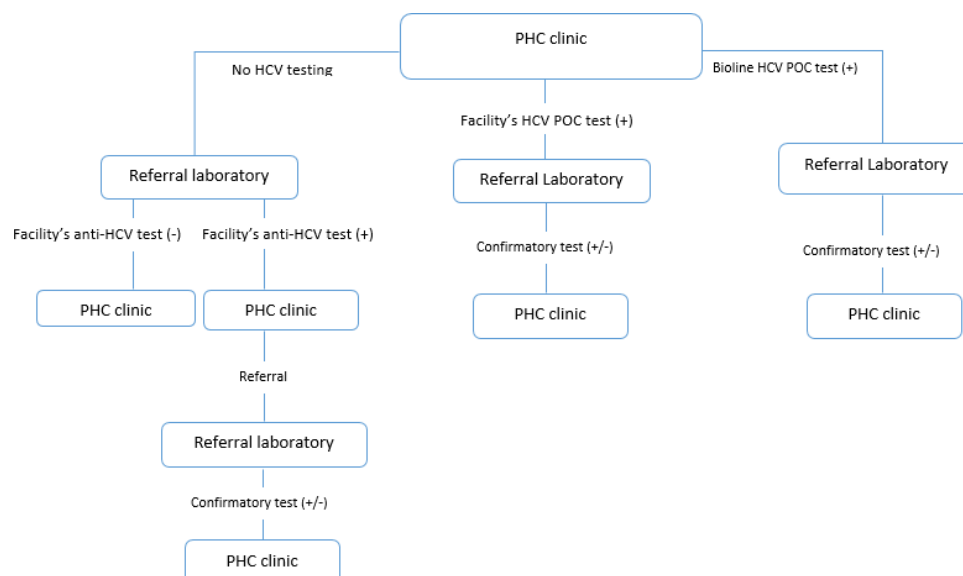 PHC clinic
No HCV testing
Bioline HCV POC test (+)
Facility's HCV POC test (+)
Referral laboratory
Referral Laboratory
Referral Laboratory
Facility's anti-HCV test (-)
Facility's anti-HCV test (+)
Confirmatory test (+/-)
Confirmatory test (+/-)
PHC clinic
PHC clinic
PHC clinic
PHC clinic
Referral
Referral laboratory
Confirmatory test (+/-)
PHC clinic